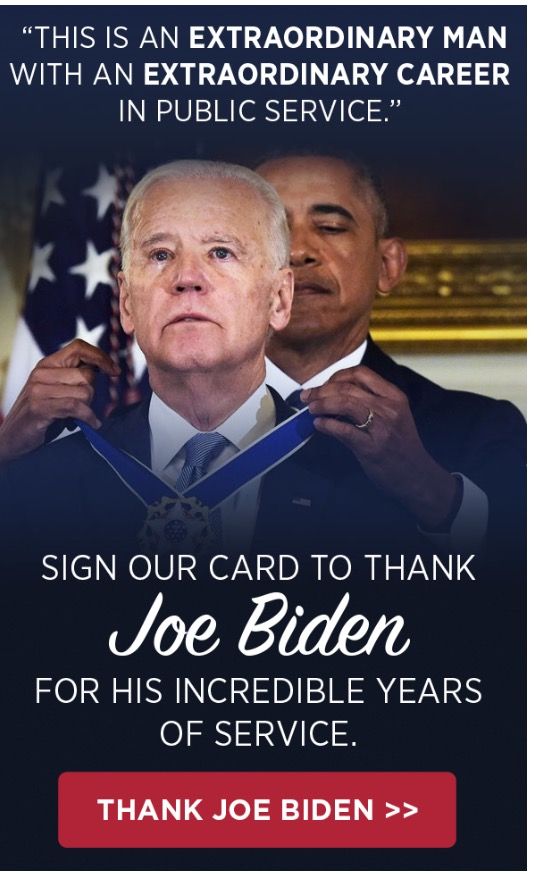 “THIS IS AN EXTRAORDINARY MAN
WITH AN EXTRAORDINARY CAREER
IN PUBLIC SERVICE.”
SIGN OUR CARD TO THANK
Joe Biden
FOR HIS INCREDIBLE YEARS
OF SERVICE.
THANK JOE BIDEN >>